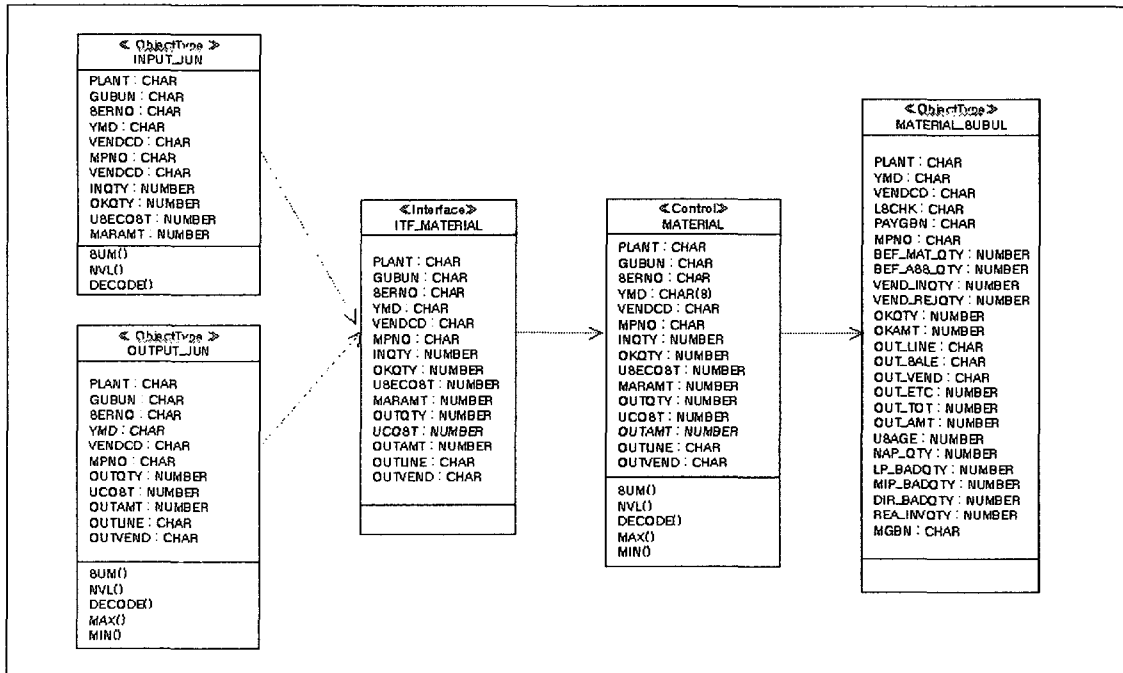 ≪ ObjectType ≫
INPUT_JUN
PLANT : CHAR
GUBUN : CHAR
SERNO : CHAR
YMD : CHAR
VENDCD : CHAR
MPNO : CHAR
VENDCD : CHAR
INQTY : NUMBER
OKQTY : NUMBER
USECOST : NUMBER
MARAMT : NUMBER
SUM()
NVL()
DECODE()
≪ ObjectType ≫
OUTPUT_JUN
PLANT : CHAR
GUBUN : CHAR
SERNO : CHAR
YMD : CHAR
VENDCD : CHAR
MPNO : CHAR
OUTQTY : NUMBER
UCOST : NUMBER
OUTAMT : NUMBER
OUTLINE : CHAR
OUTVEND : CHAR
SUM()
NVL()
DECODE()
MAX()
MIN()
≪Interface≫
ITF_MATERIAL
PLANT : CHAR
GUBUN : CHAR
SERNO : CHAR
YMD : CHAR
VENDCD : CHAR
MPNO : CHAR
INQTY : NUMBER
OKQTY : NUMBER
USECOST : NUMBER
MARAMT : NUMBER
OUTQTY : NUMBER
UCOST : NUMBER
OUTAMT : NUMBER
OUTLINE : CHAR
OUTVEND : CHAR
≪Control≫
MATERIAL
PLANT : CHAR
GUBUN : CHAR
SERNO : CHAR
YMD : CHAR(8)
VENDCD : CHAR
MPNO : CHAR
INQTY : NUMBER
OKQTY : NUMBER
USECOST : NUMBER
MARAMT : NUMBER
OUTQTY : NUMBER
UCOST : NUMBER
OUTAMT : NUMBER
OUTLINE : CHAR
OUTVEND : CHAR
SUM()
NVL()
DECODE()
MAX()
MIN()
≪ObjectType≫
MATERIAL_SUBUL
PLANT : CHAR
YMD : CHAR
VENDCD : CHAR
LSCHK : CHAR
PAYGBN : CHAR
MPNO : CHAR
BEF_MAT_QTY : NUMBER
BEF_ASS_QTY : NUMBER
VEND_INQTY : NUMBER
VEND_REJQTY : NUMBER
OKQTY : NUMBER
OKAMT : NUMBER
OUT_LINE : CHAR
OUT_SALE : CHAR
OUT_VEND : CHAR
OUT_ETC : NUMBER
OUT_TOT : NUMBER
OUT_AMT : NUMBER
USAGE : NUMBER
NAP_QTY : NUMBER
LP_BADQTY : NUMBER
MIP_BADQTY : NUMBER
DIR_BADQTY : NUMBER
REA_INVQTY : NUMBER
MGBN : CHAR